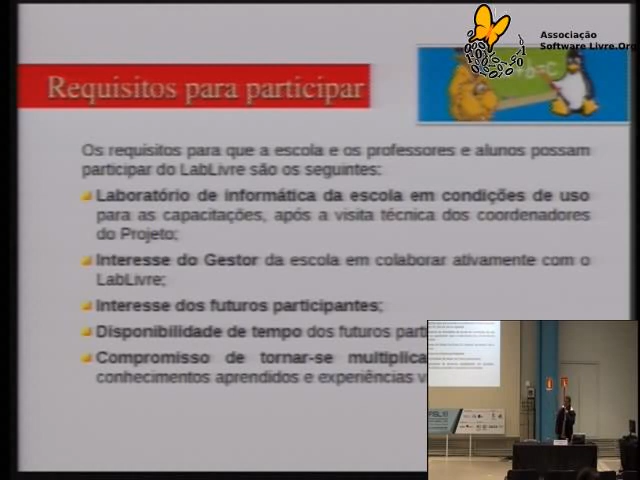 Associação
Software Livre.Org
Requisitos para participar
Os requisitos para que a escola e os professores e alunos possam
participar do LabLivre são os seguintes:
Laboratório de informática da escola em condições de uso
para as capacitações, após a visita técnica dos coordenadores
do Projeto;
Interesse do Gestor da escola em colaborar ativamente com o
LabLivre;
Interesse dos futuros participantes;
Disponibilidade de tempo dos futuros
Compromisso de tornar-se
conhecimentos aprendidos e experiências